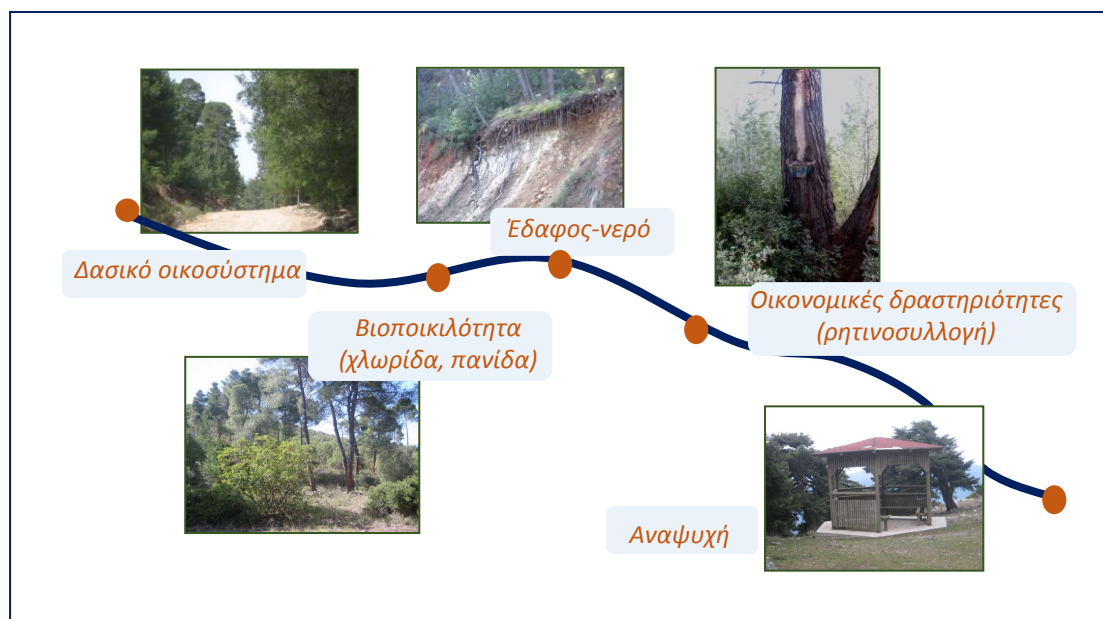 Δασικό οικοσύστημα
Βιοποικιλότητα
(χλωρίδα, πανίδα)
Έδαφος-νερό
Οικονομικές δραστηριότητες
(ρητινοσυλλογή)
Αναψυχή